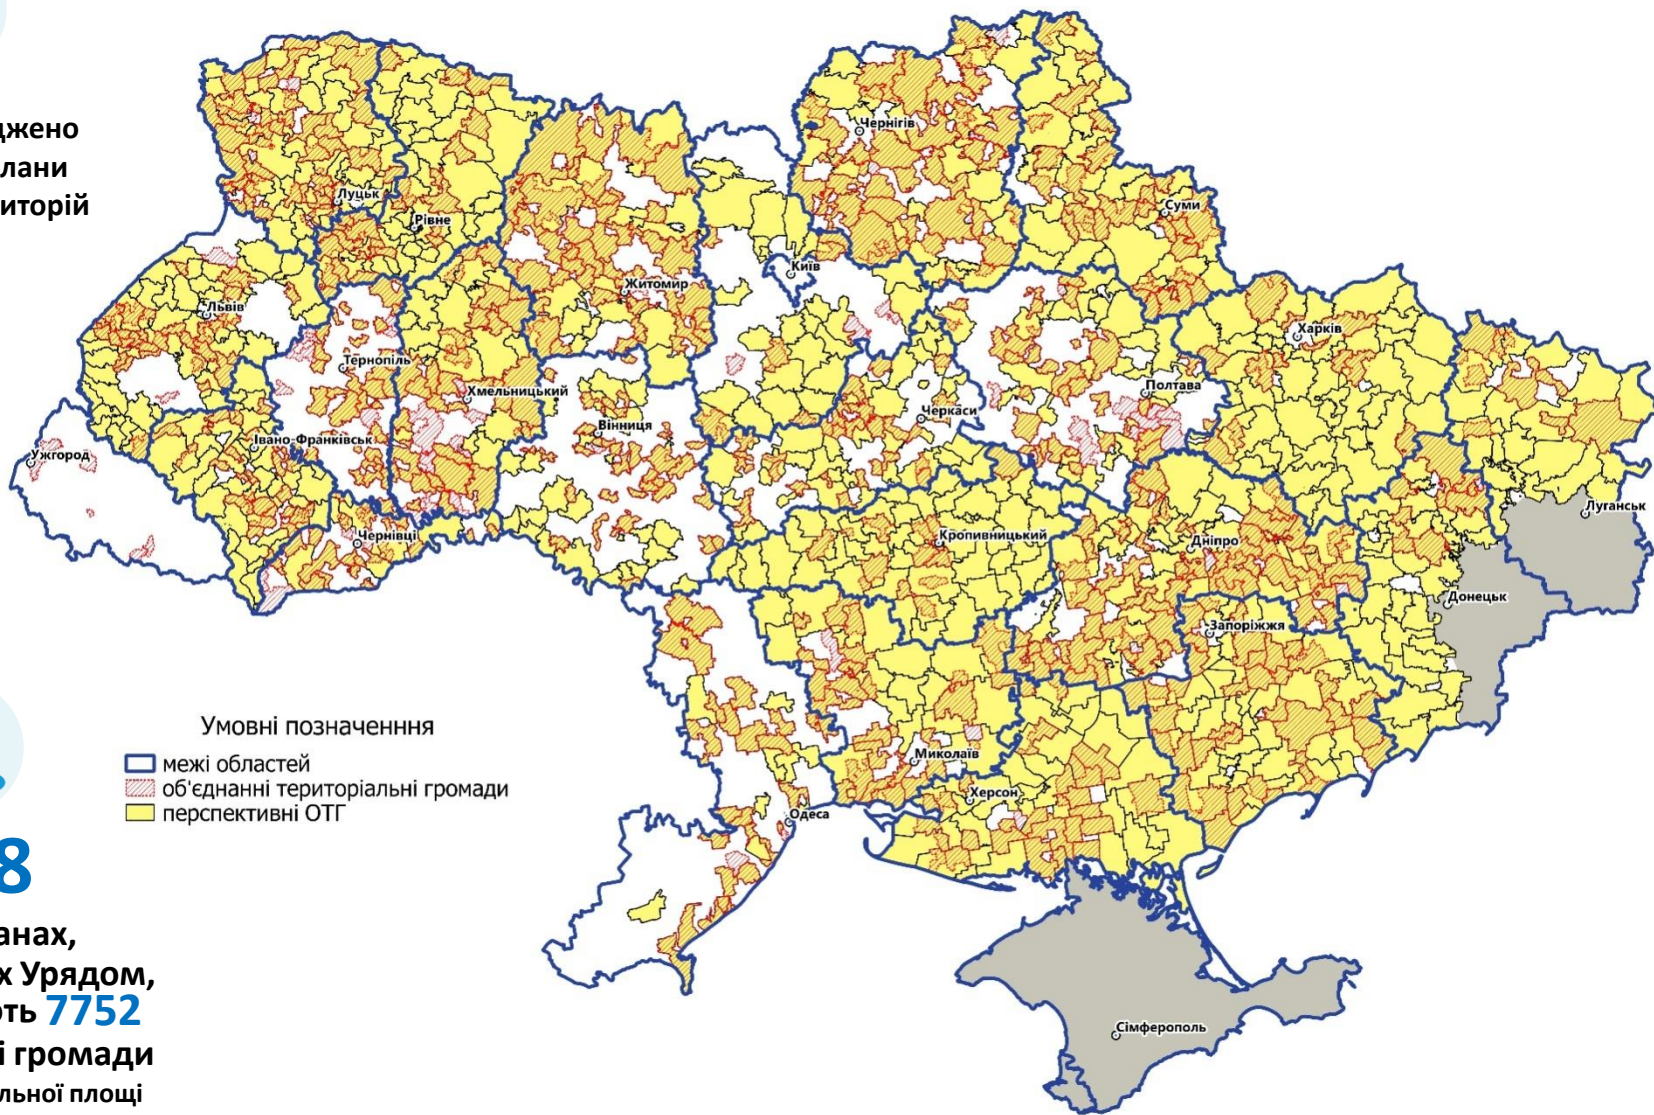 джено
лани
иторій
Чернігів
Луцьк
Рівне
Суми
Київ
Житомир
Львів
Харків
Тернопіль
Хмельницький
Полтава
Черкаси
Вінниця
Івано-Франківськ
Ужгород
Луганськ
Чернівці
Кропивницький
Дніпро
Донецьк
Запоріжжя
Умовні позначенння
межі областей
об'єднанні територіальні громади
перспективні ОТГ
Миколаїв
Херсон
Одеса
8
анах,
х Урядом,
оть 7752
і громади
льної площі
Сімферополь